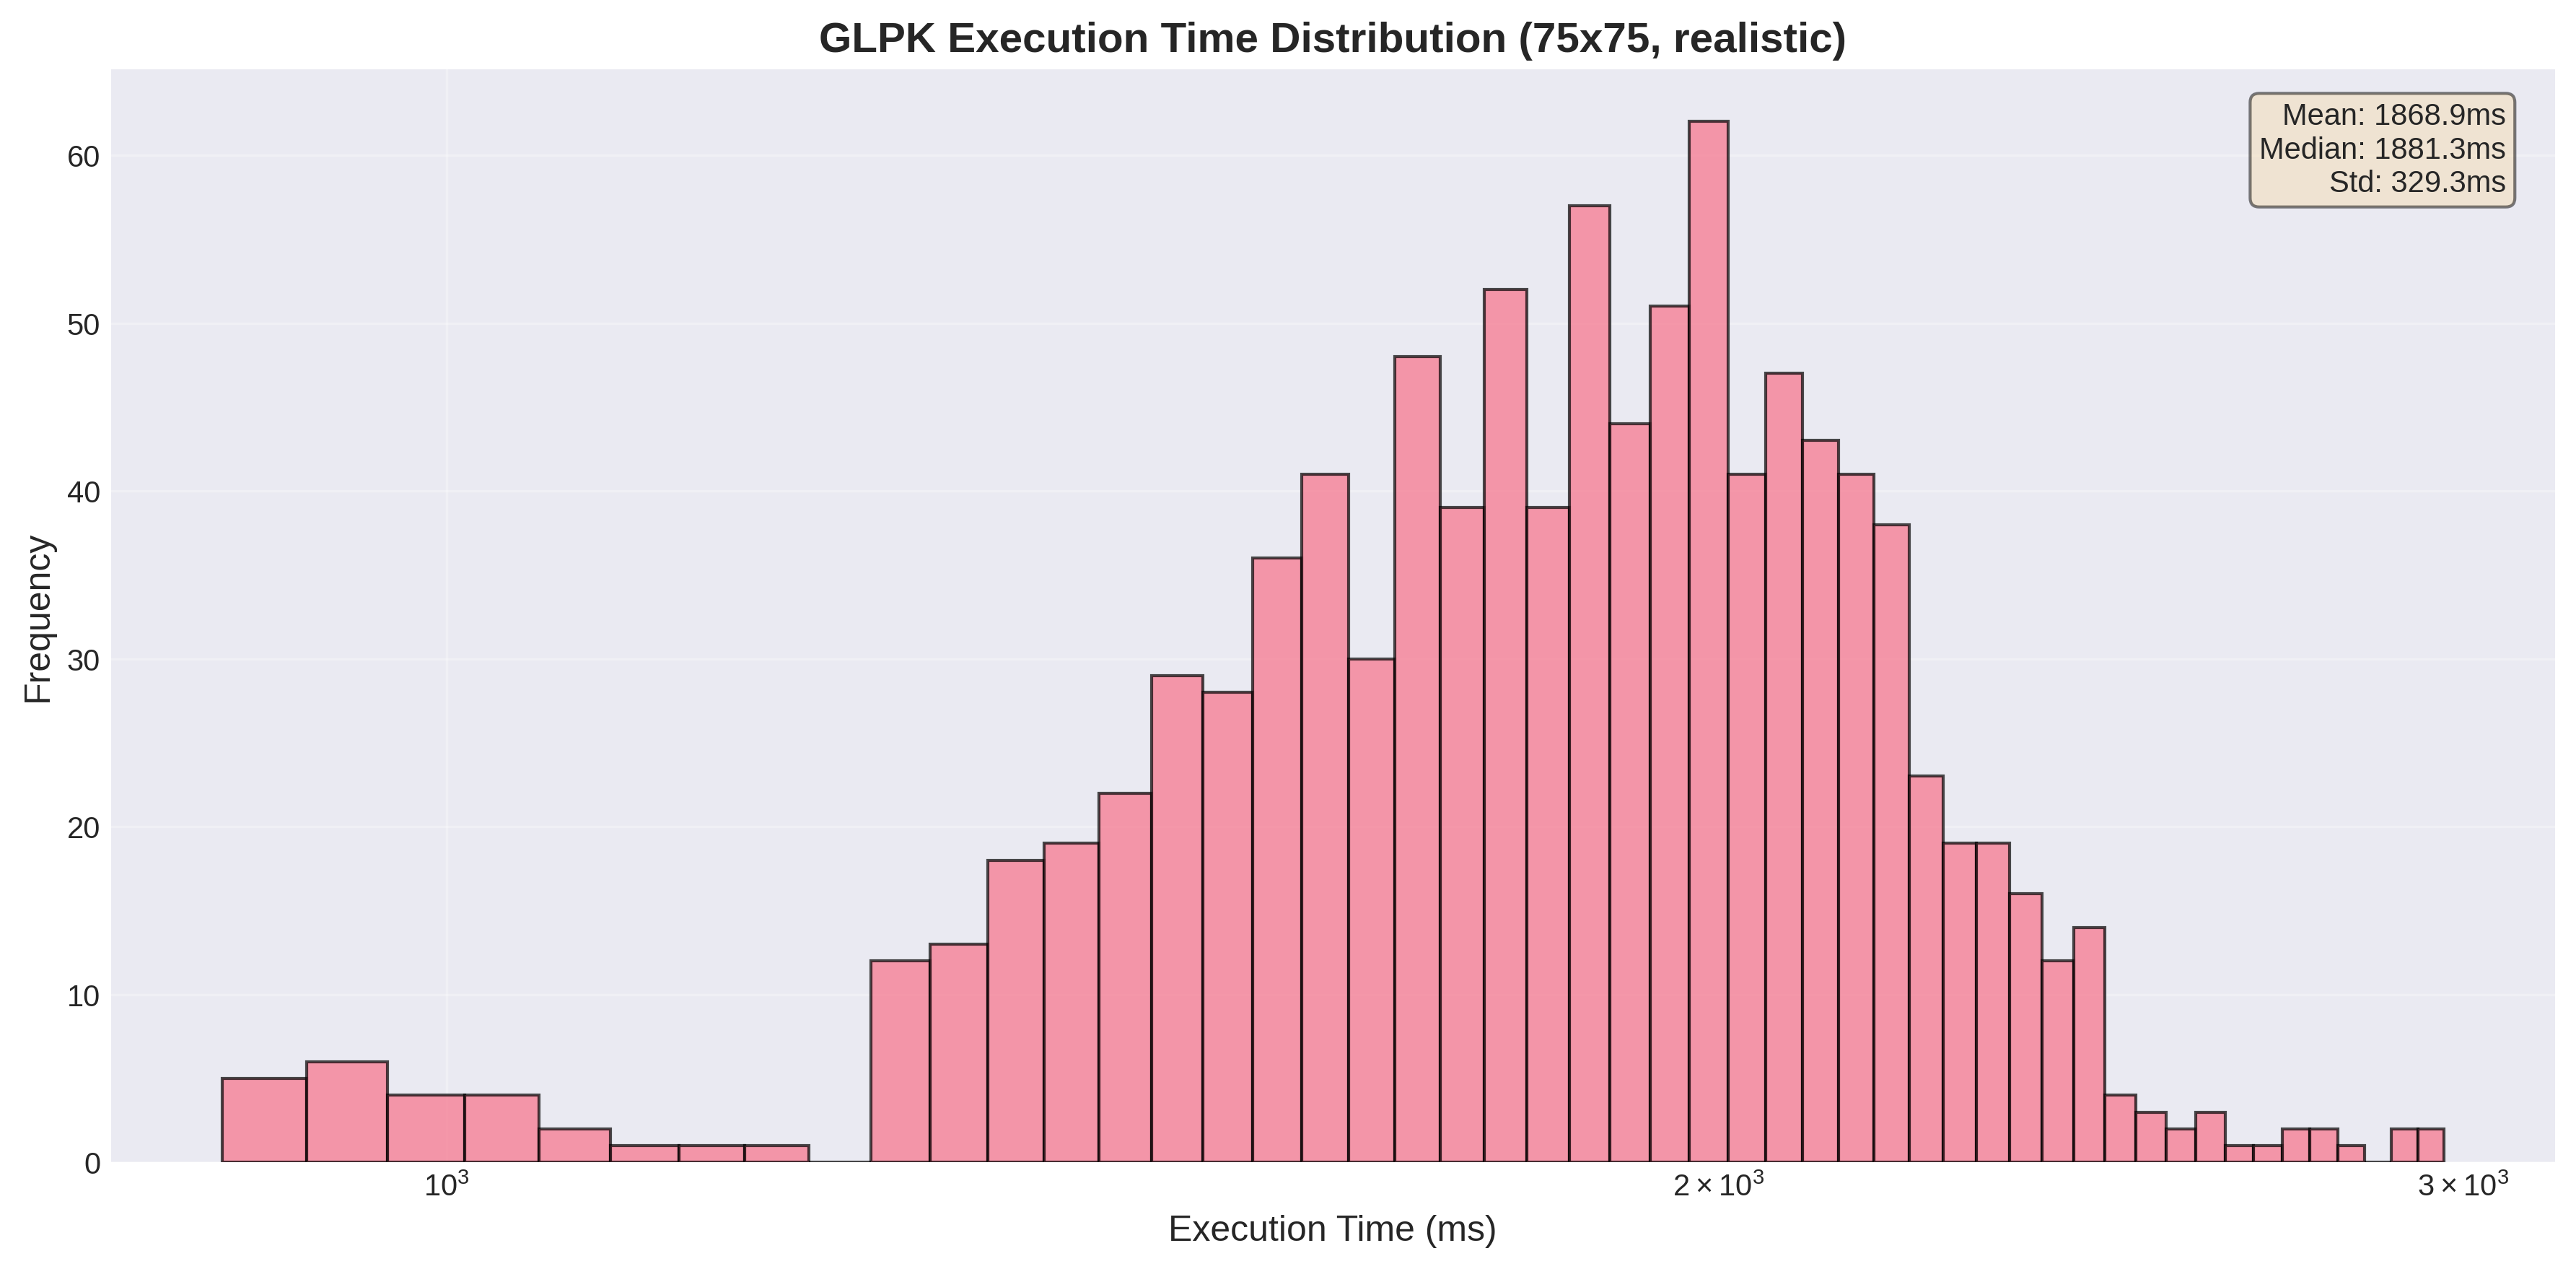 GLPK Execution Time Distribution (75x75, realistic)
Mean: 1868.9ms
Median: 1881.3ms
Std: 329.3ms
Frequency
60
50
40
30
20
10
0
10³ 2 × 10³ 3 × 10³
Execution Time (ms)